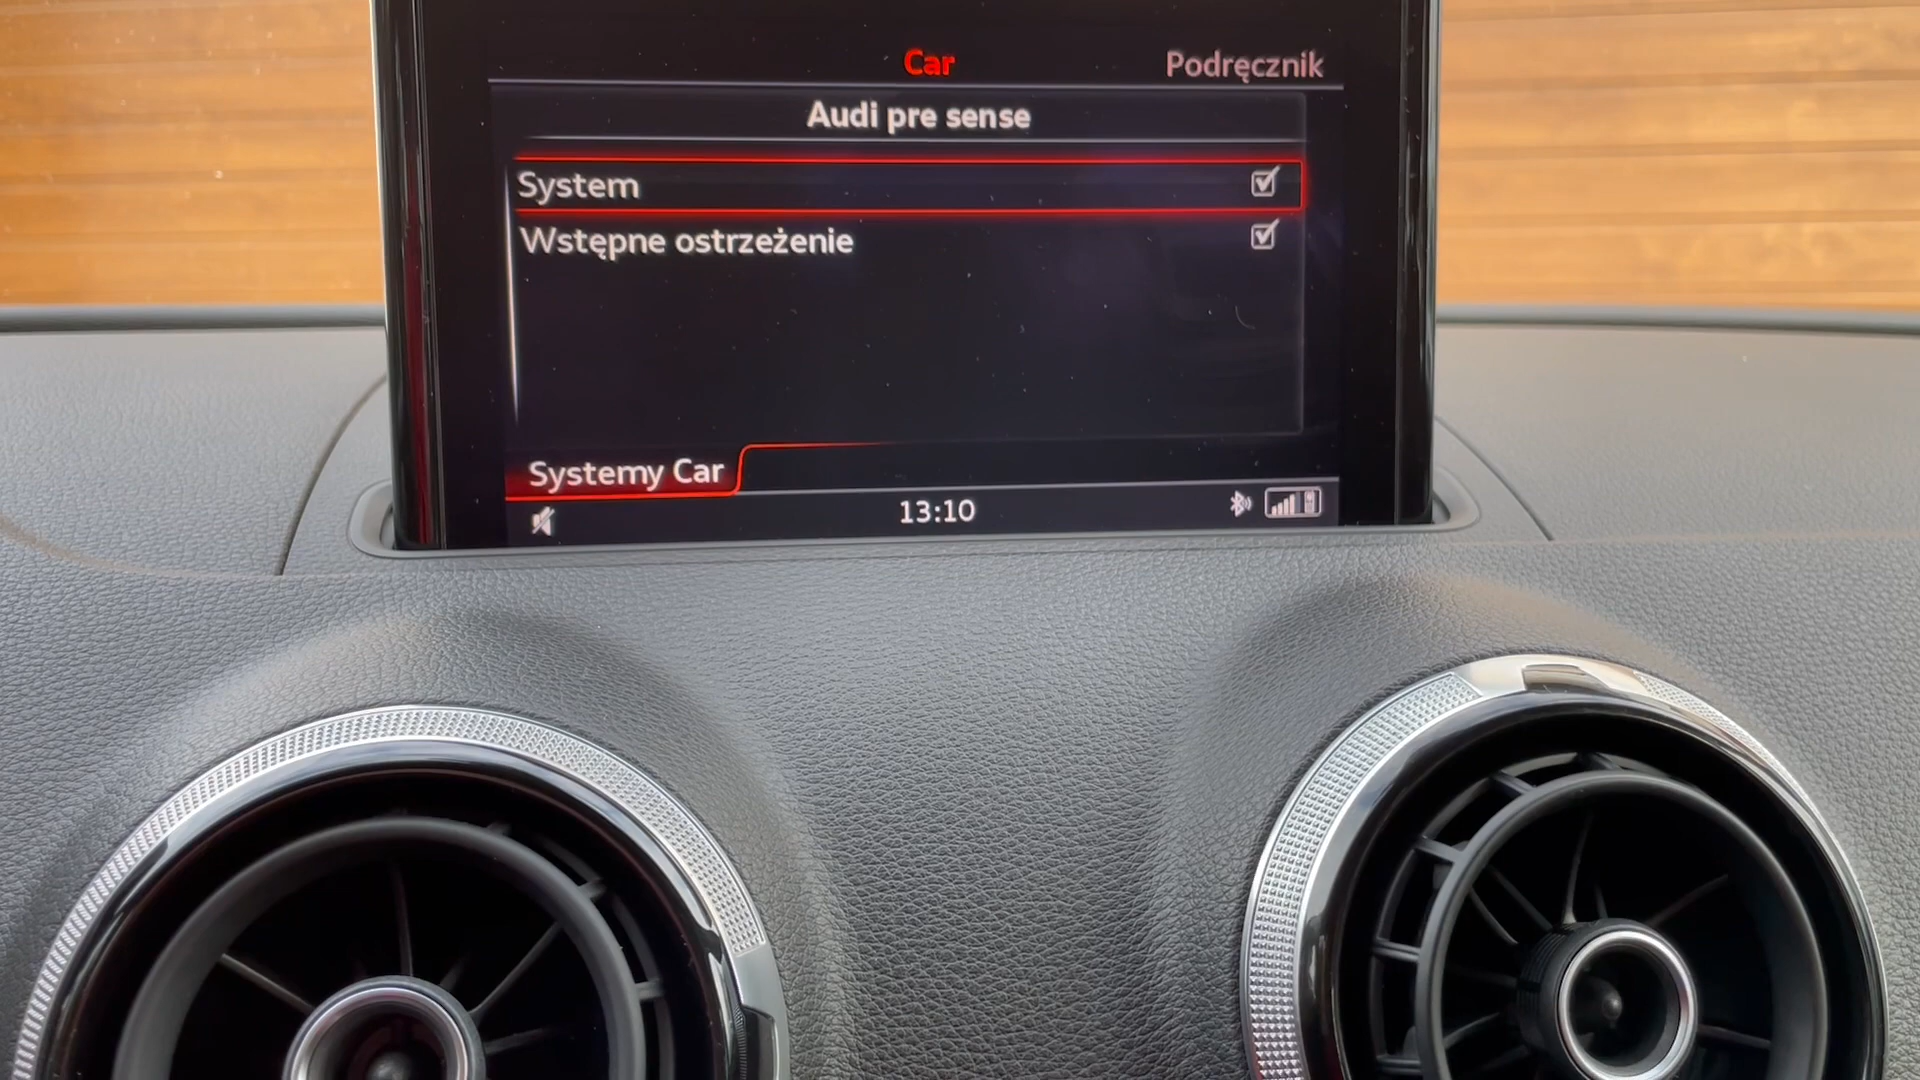 Car
Podręcznik
Audi pre sense
System
Wstępne ostrzeżenie
Systemy Car
13:10